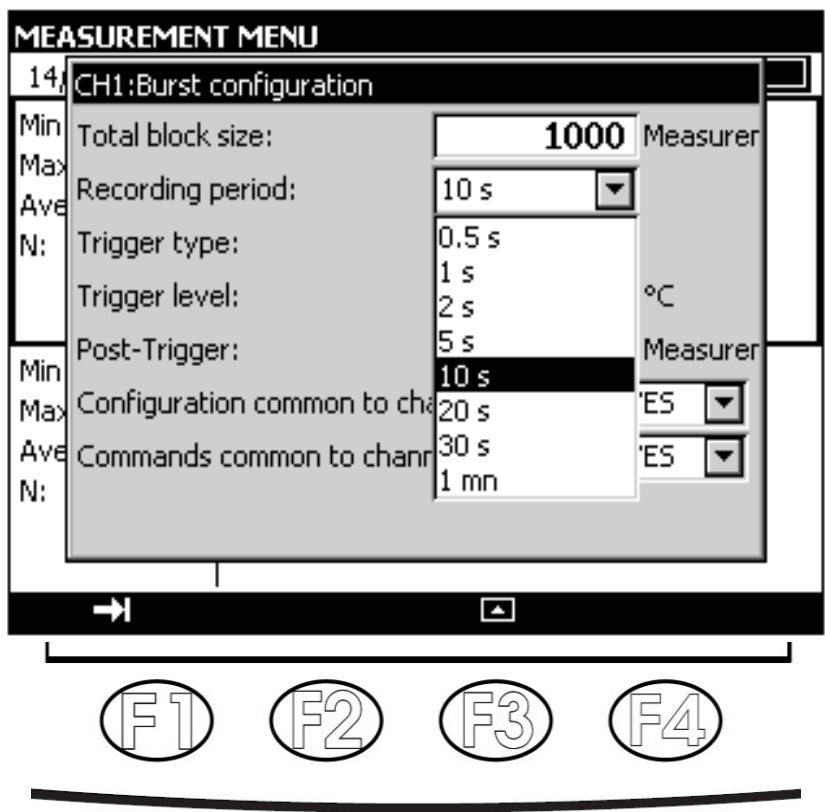 MEASUREMENT MENU
14/
CH1:Burst configuration
Min
Total block size: 1000 Measurer
Max
Recording period: 10 s
Ave
N:
Trigger type:
0.5 s
1 s
Trigger level: °C
2 s
Post-Trigger: Measurer
5 s
Min
10 s
Max
Configuration common to cha 'ES
20 s
Ave
Commands common to chann 'ES
30 s
N:
1 mn
F1 F2 F3 F4